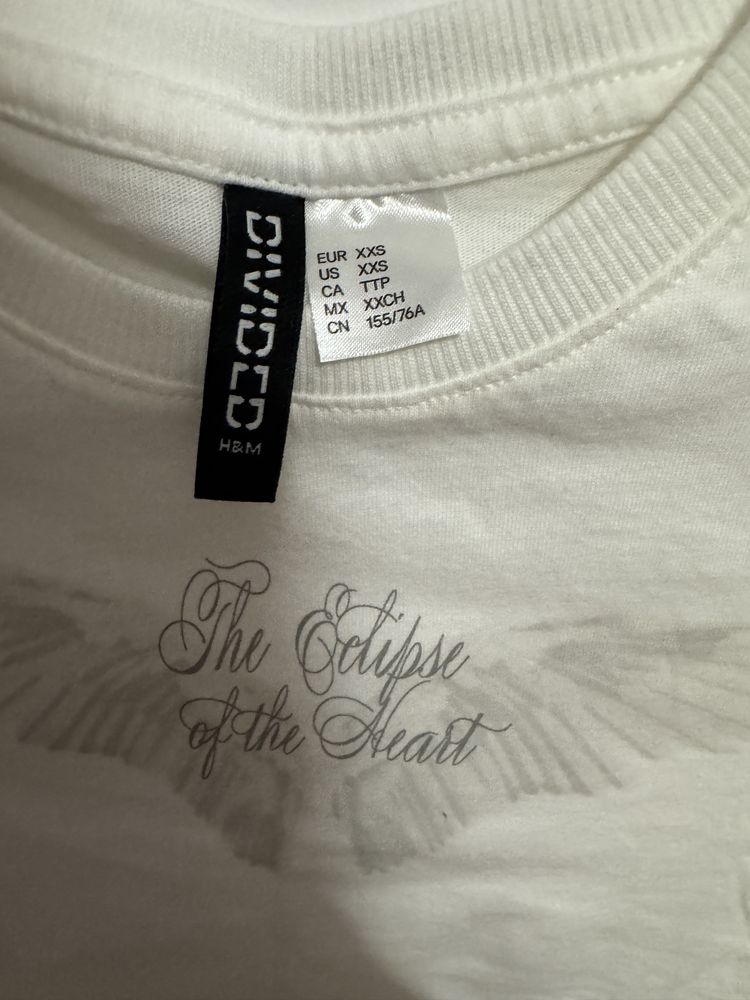 DIVIDED
H&M
EUR XXS
US XXS
CA TTP
MX XXCH
CN 155/76A
The Eclipse
of the Heart